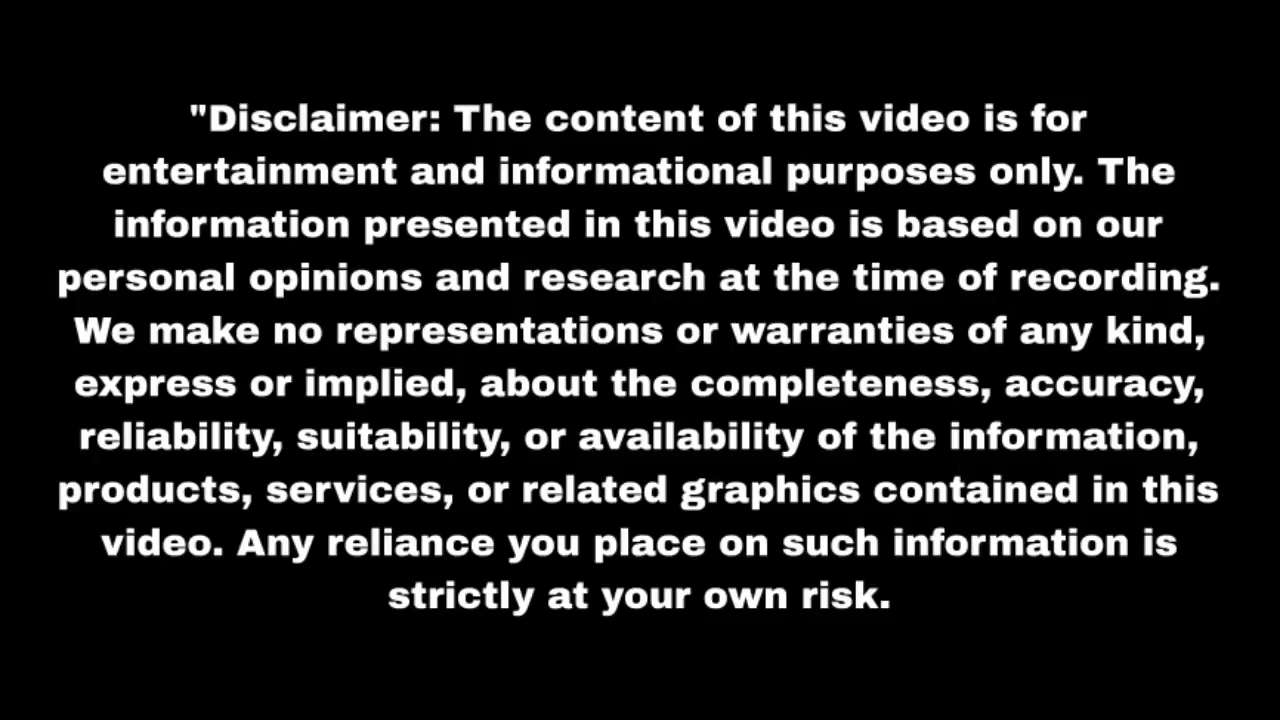 "Disclaimer: The content of this video is for
entertainment and informational purposes only. The
information presented in this video is based on our
personal opinions and research at the time of recording.
We make no representations or warranties of any kind,
express or implied, about the completeness, accuracy,
reliability, suitability, or availability of the information,
products, services, or related graphics contained in this
video. Any reliance you place on such information is
strictly at your own risk.